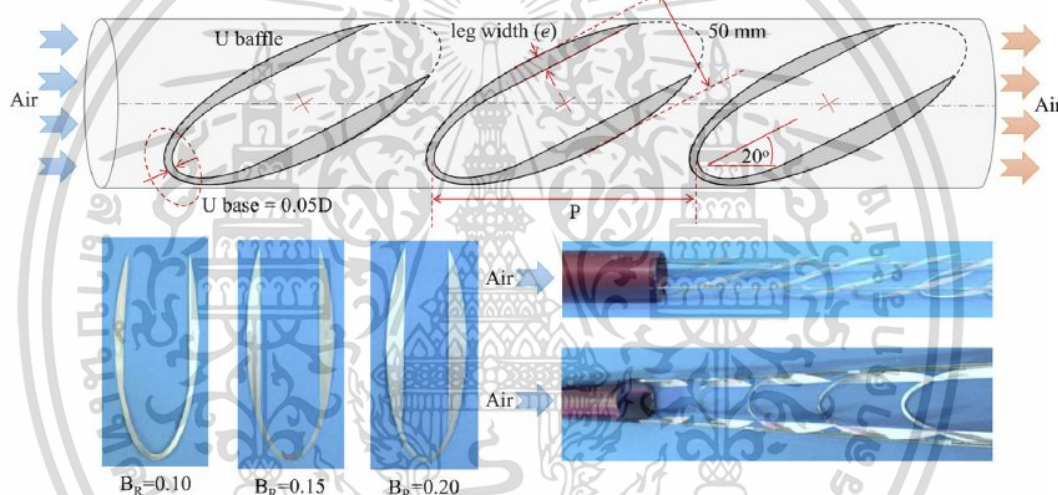 U baffle
leg width (e)
50 mm
Air
Air
20°
U base = 0.05D
P
Air
Air
B_R=0.10
B_R=0.15
B_R=0.20